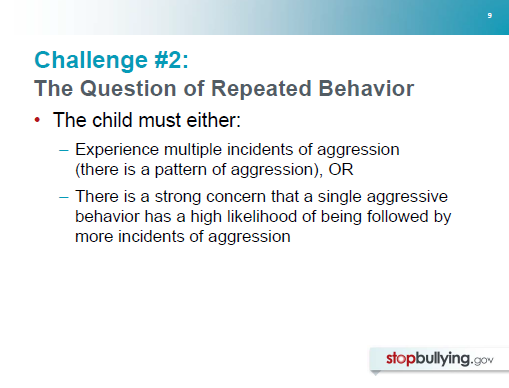 9
Challenge #2:
The Question of Repeated Behavior
• The child must either:
– Experience multiple incidents of aggression
(there is a pattern of aggression), OR
– There is a strong concern that a single aggressive
behavior has a high likelihood of being followed by
more incidents of aggression
stopbullying.gov